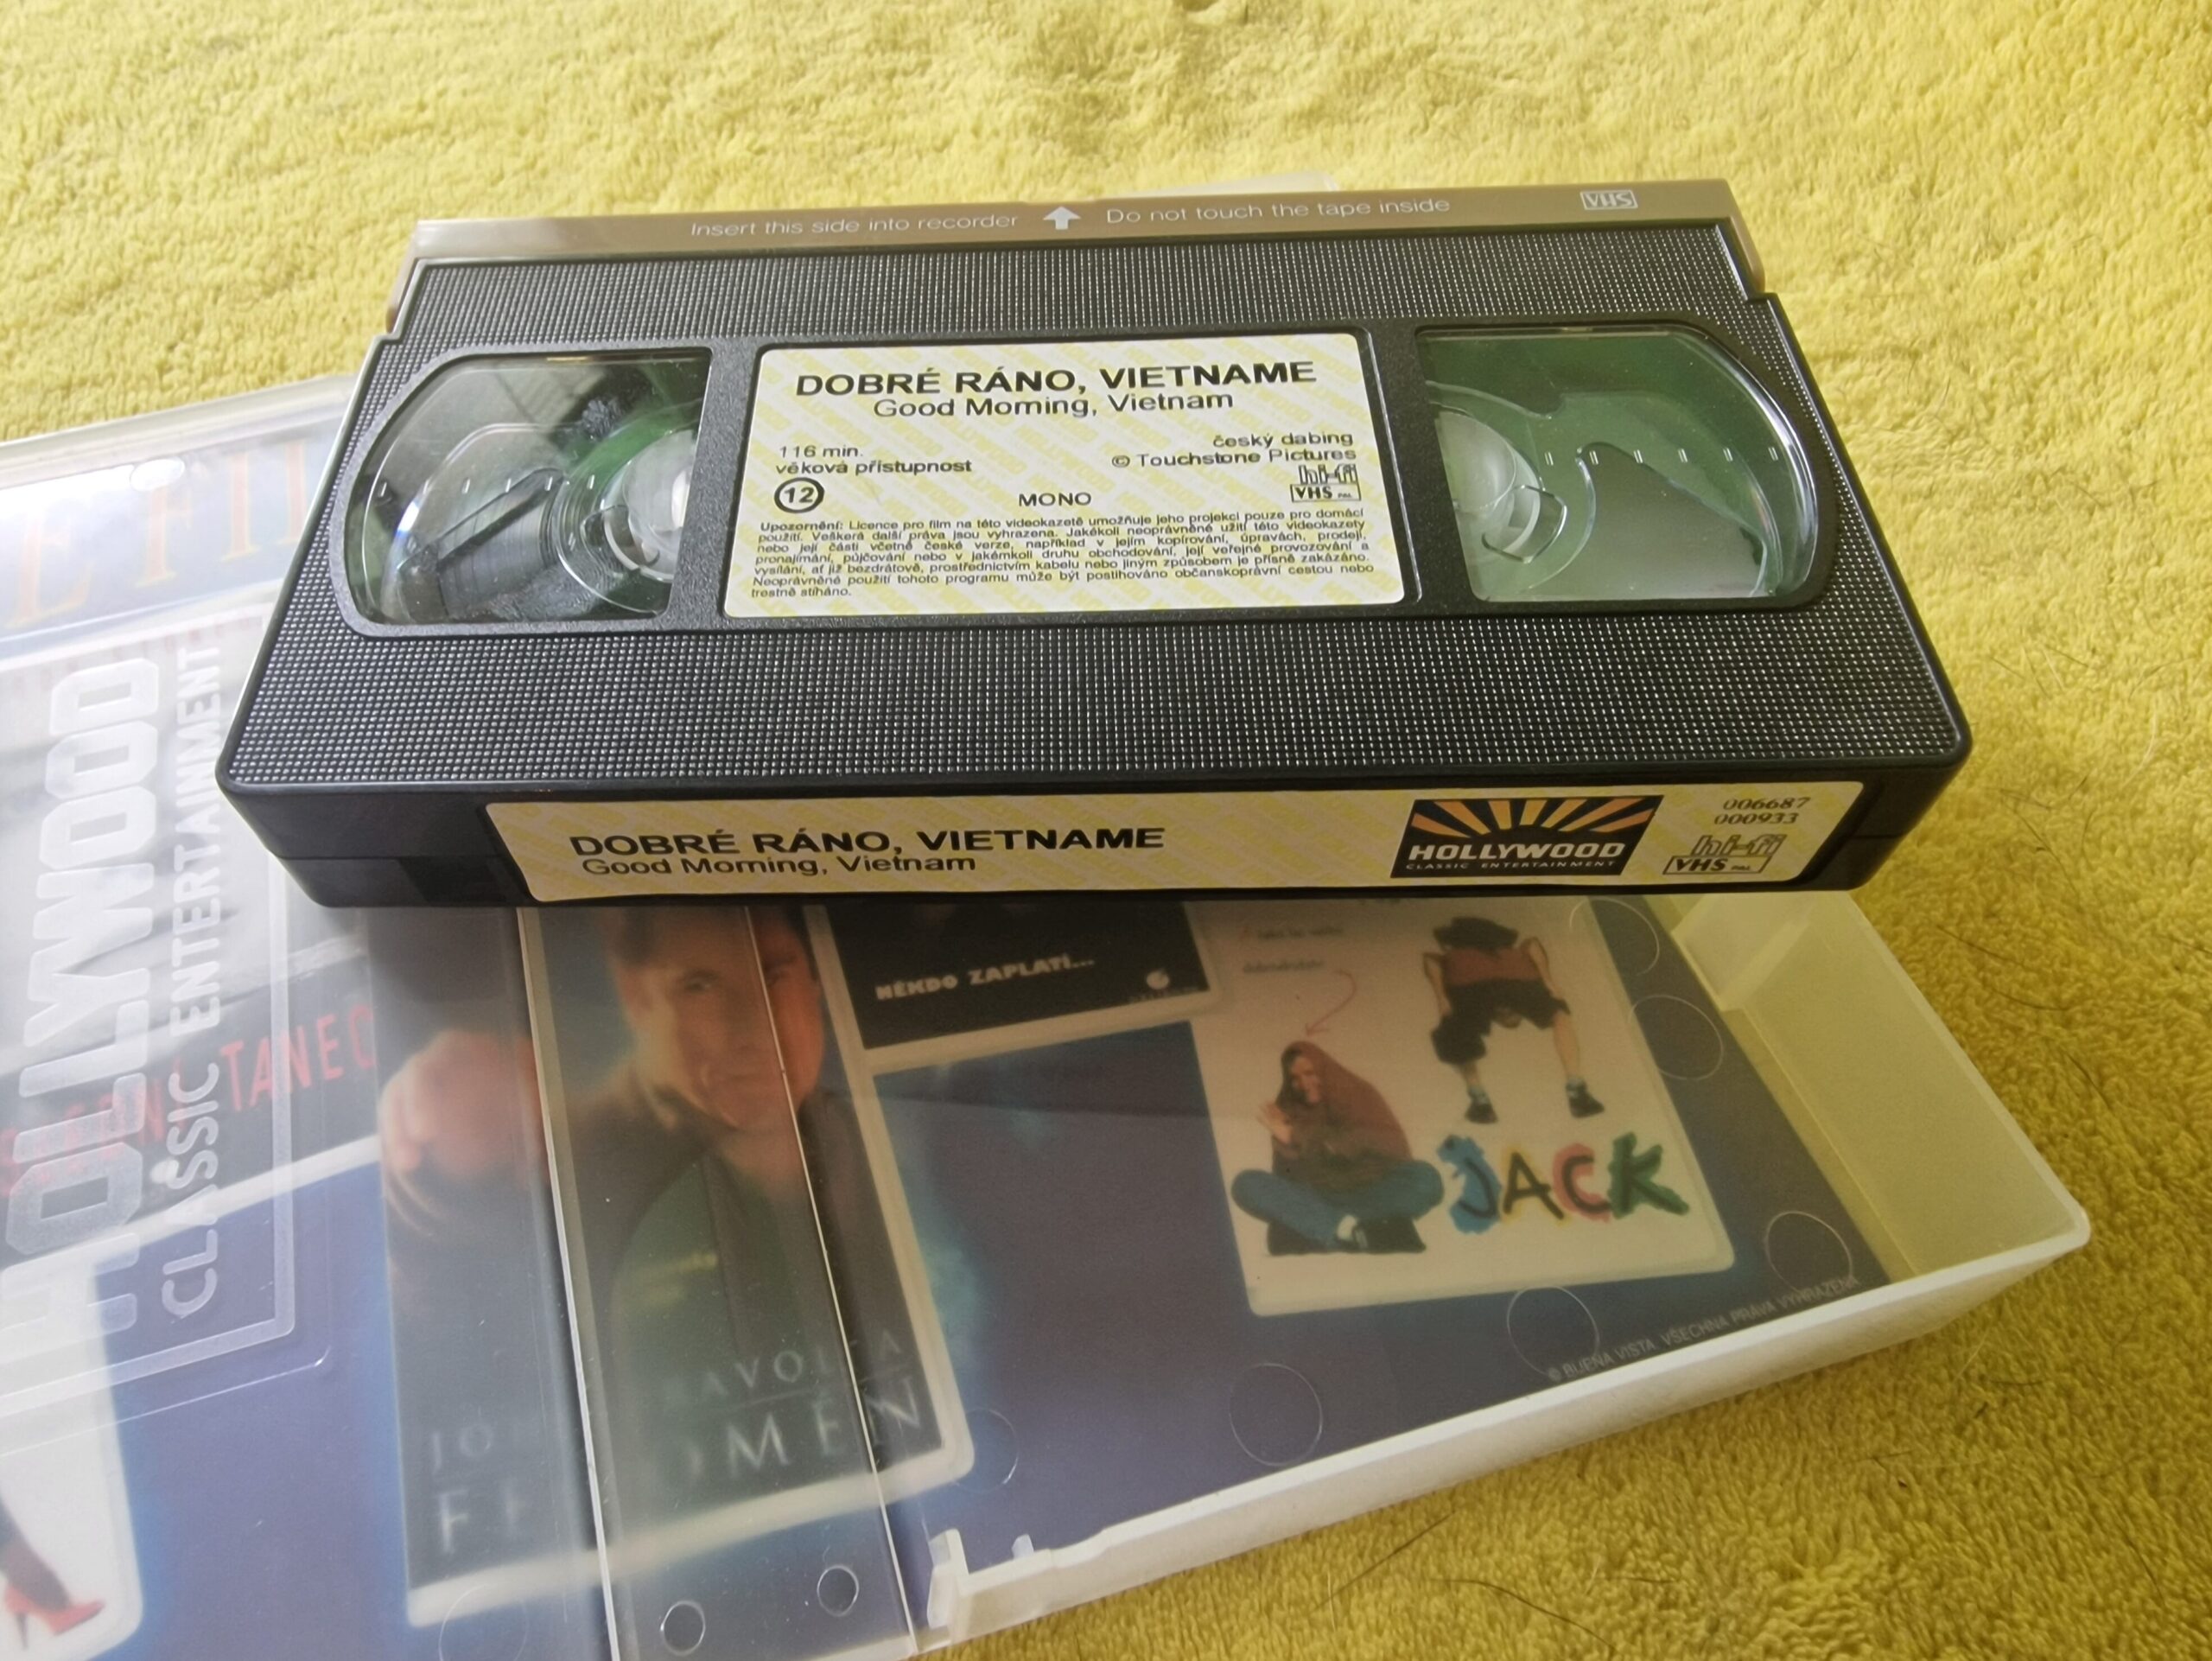 Insert this side into recorder Do not touch the tape inside VHS
DOBRÉ RÁNO, VIETNAME
Good Morning, Vietnam
116 min.
věková přístupnost
12
český dabing
© Touchstone Pictures
MONO
hi-fi
VHS PAL
Upozornění: Licence pro film na této videokazetě umožňuje jeho projekci pouze pro domácí
použití. Veškerá další práva jsou vyhrazena. Jakékoli neoprávněné užití této videokazety
nebo její části včetně české verze, například v jejím kopírování, úpravách, prodeji,
pronajímání, půjčování nebo v jakémkoli druhu obchodování, její veřejné provozování a
vysílání, ať již bezdrátově, prostřednictvím kabelu nebo jiným způsobem je přísně zakázáno.
Neoprávněné použití tohoto programu může být postihováno občanskoprávní cestou nebo
trestně stíháno.
DOBRÉ RÁNO, VIETNAME
Good Morning, Vietnam
HOLLYWOOD
CLASSIC ENTERTAINMENT
006687
000933
hi-fi
VHS PAL
HOLLYWOOD
CLASSIC ENTERTAINMENT
TANEC
NĚKDO ZAPLATÍ...
JACK
© BUENA VISTA. VŠECHNA PRÁVA VYHRAZENA